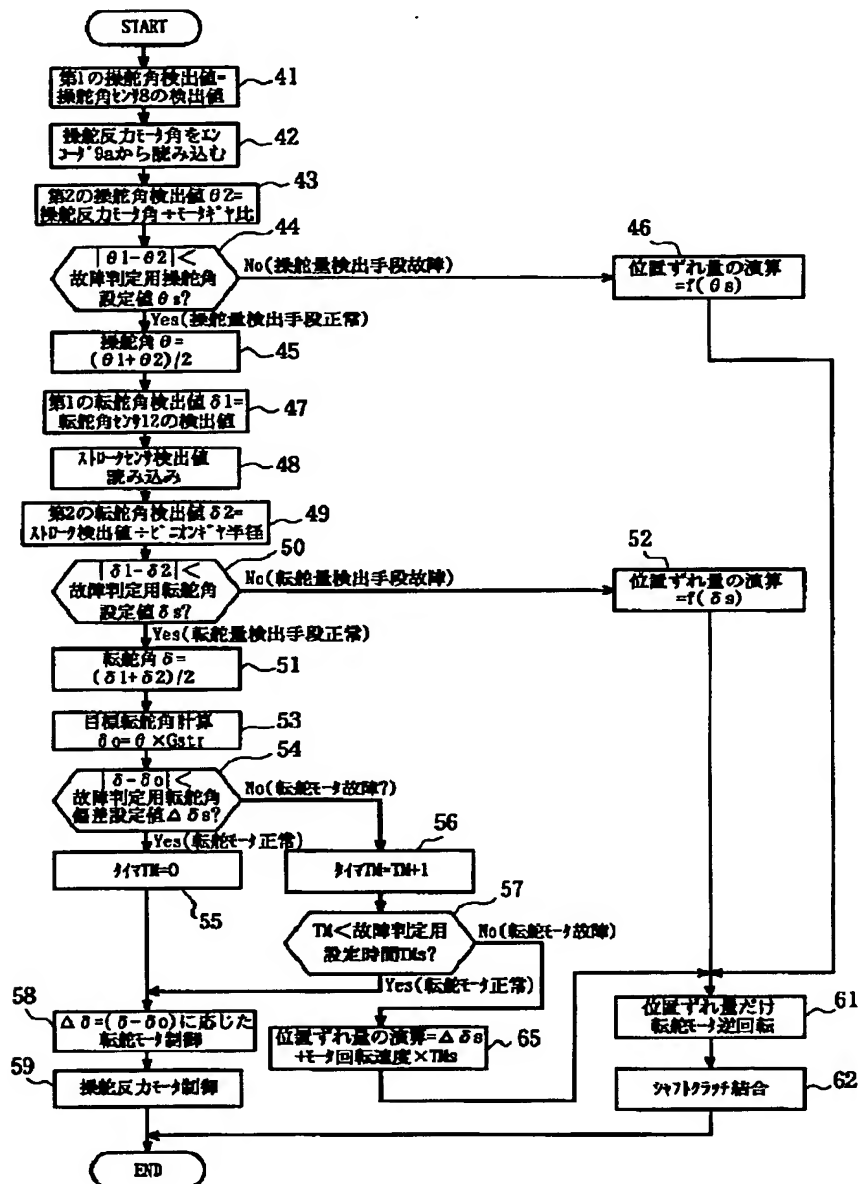 START
第1の操舵角検出値=
操舵角ｾﾝｻ8の検出値
41
操舵反力ﾓｰﾀ角をｴﾝ
ｺｰﾀﾞ9aから読み込む
42
第2の操舵角検出値θ2=
操舵反力ﾓｰﾀ角÷ﾓｰﾀｷﾞﾔ比
43
|θ1-θ2|<
故障判定用操舵角
設定値θs?
44
No(操舵量検出手段故障)
46
位置ずれ量の演算
=f(θs)
Yes(操舵量検出手段正常)
操舵角θ=
(θ1+θ2)/2
45
第1の転舵角検出値δ1=
転舵角ｾﾝｻ12の検出値
47
ｽﾄﾛｰｸｾﾝｻ検出値
読み込み
48
第2の転舵角検出値δ2=
ｽﾄﾛｰｸ検出値÷ﾋﾟﾆｵﾝｷﾞﾔ半径
49
|δ1-δ2|<
故障判定用転舵角
設定値δs?
50
No(転舵量検出手段故障)
52
位置ずれ量の演算
=f(δs)
Yes(転舵量検出手段正常)
転舵角δ=
(δ1+δ2)/2
51
目標転舵角計算
δo=θ×Gstr
53
|δ-δo|<
故障判定用転舵角
偏差設定値Δδs?
54
No(転舵ﾓｰﾀ故障?)
Yes(転舵ﾓｰﾀ正常)
ﾀｲﾏTM=0
55
56
ﾀｲﾏTM=TM+1
57
TM<故障判定用
設定時間TMs?
No(転舵ﾓｰﾀ故障)
Yes(転舵ﾓｰﾀ正常)
58
Δδ=(δ-δo)に応じた
転舵ﾓｰﾀ制御
位置ずれ量の演算=Δδs
+ﾓｰﾀ回転速度×TMs
65
位置ずれ量だけ
転舵ﾓｰﾀ逆回転
61
59
操舵反力ﾓｰﾀ制御
ｼｬﾌﾄｸﾗｯﾁ結合
62
END